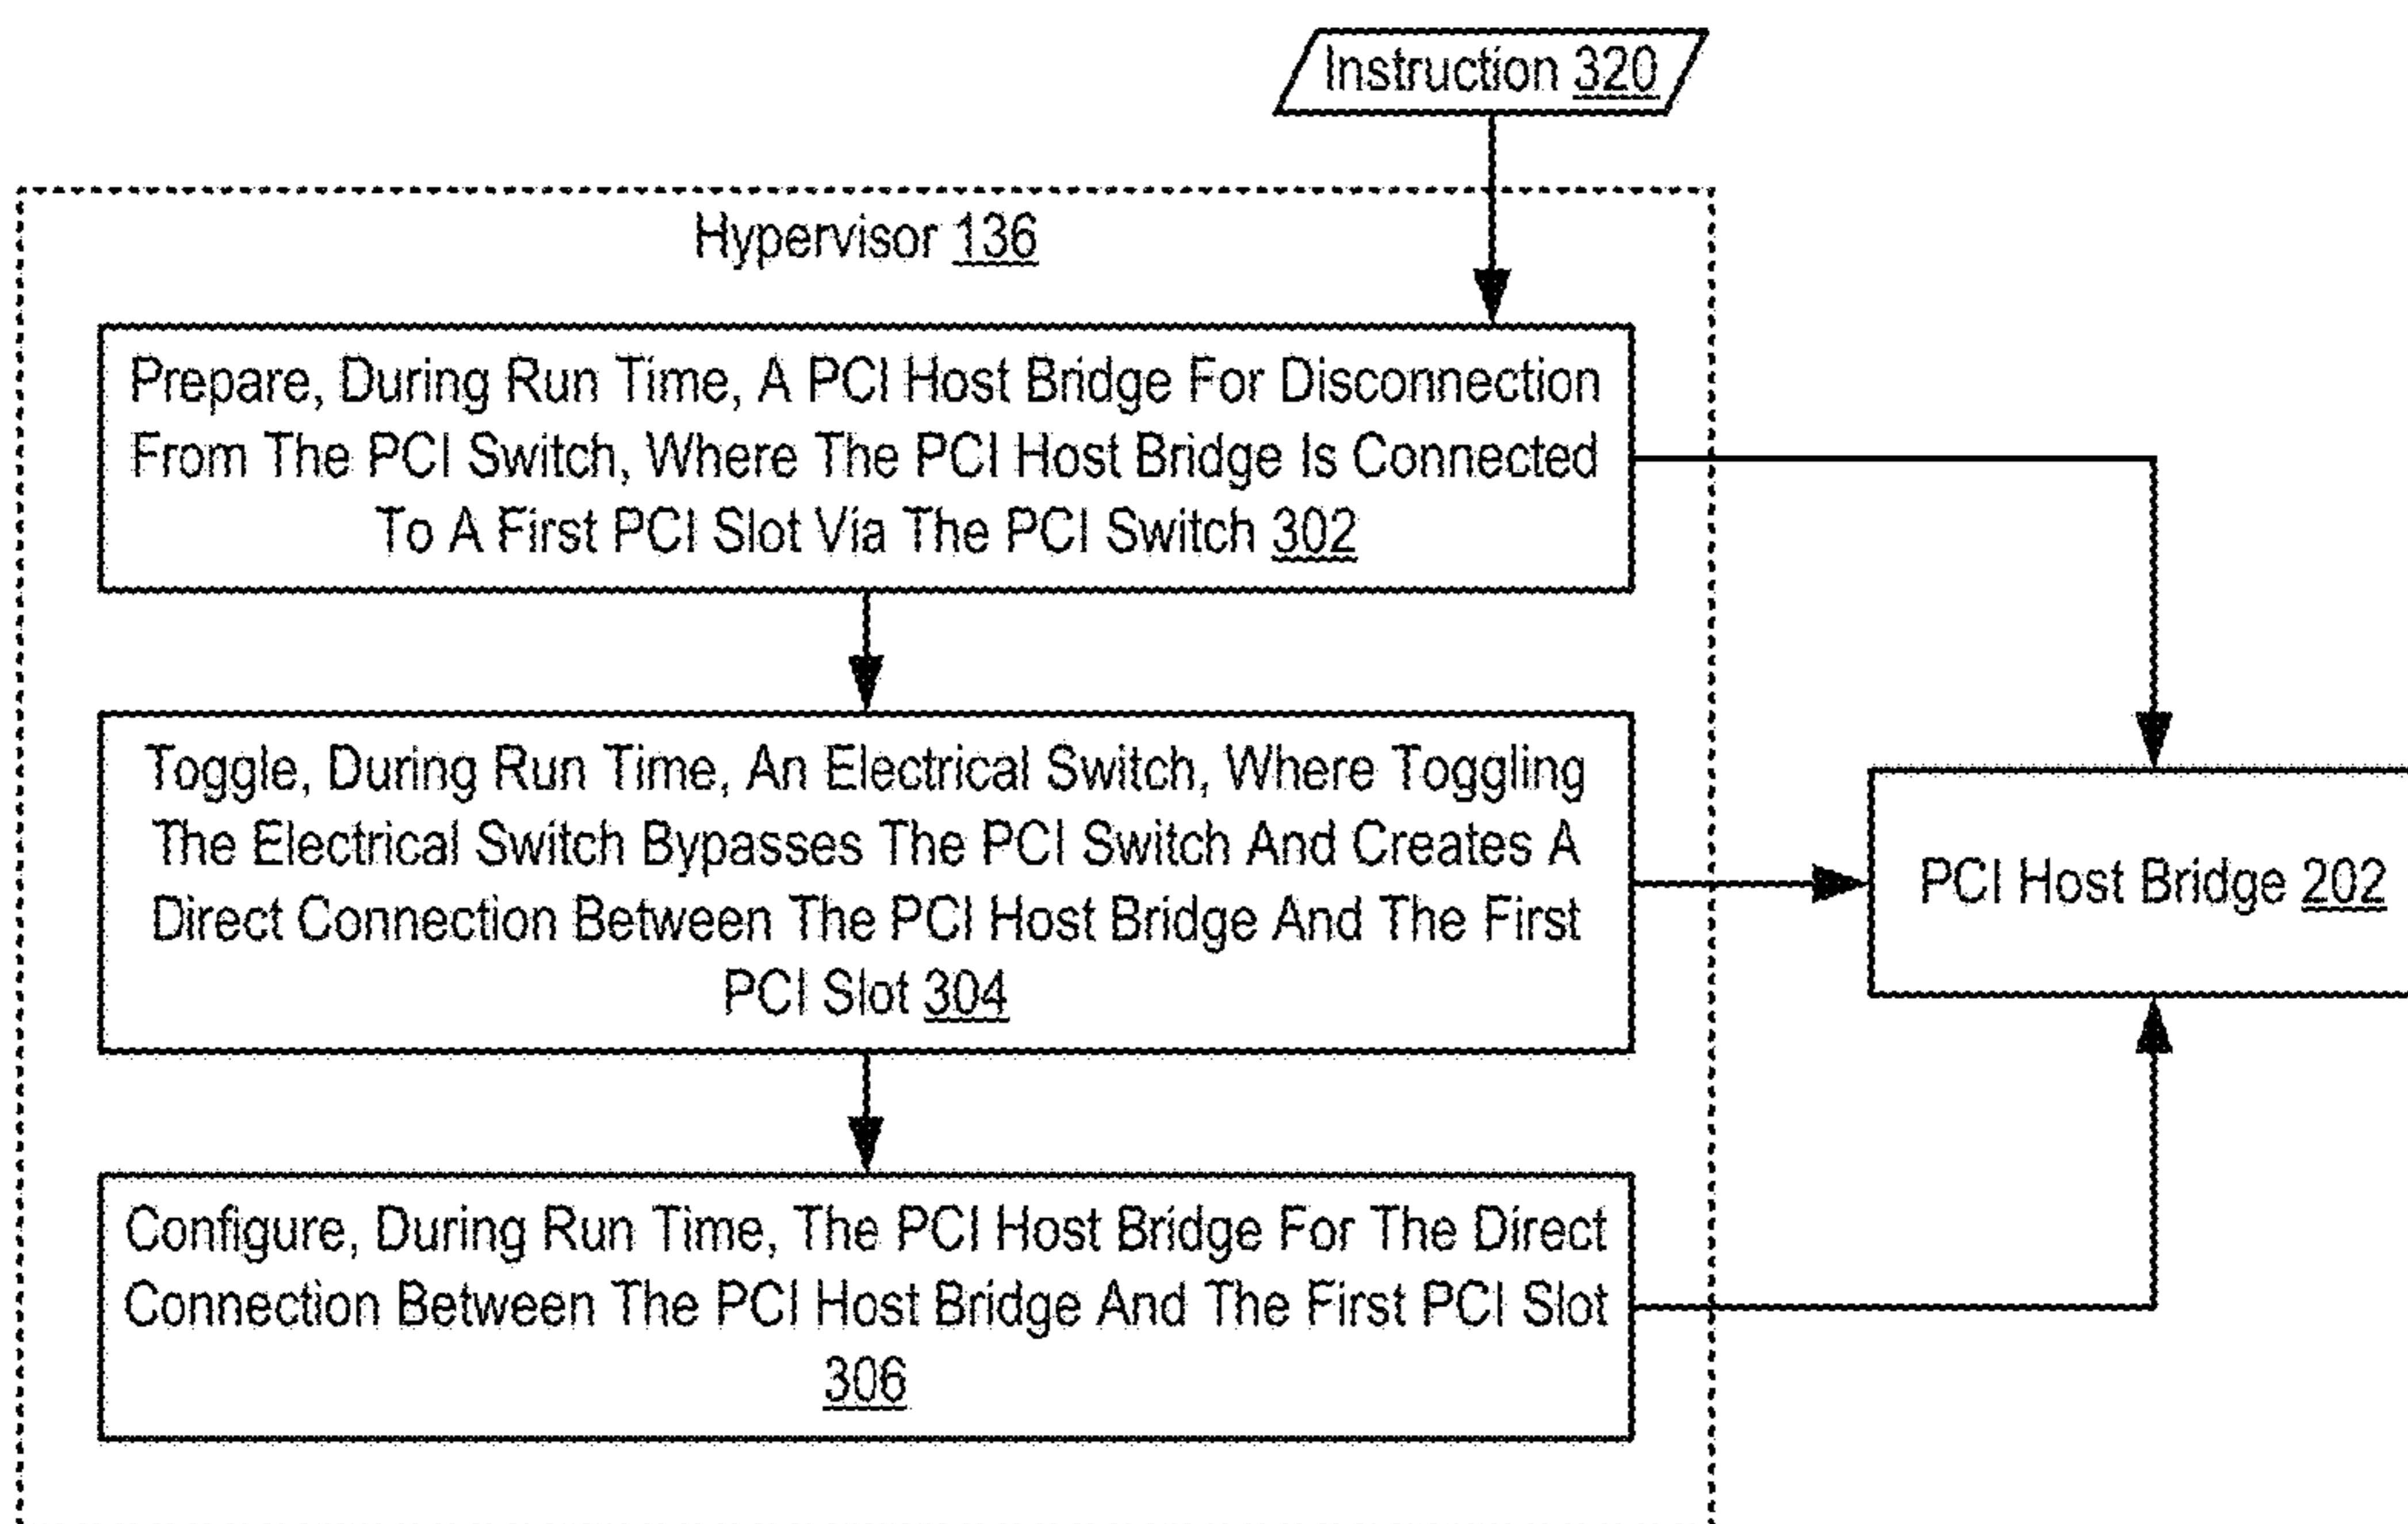 Instruction 320
Hypervisor 136
Prepare, During Run Time, A PCI Host Bridge For Disconnection
From The PCI Switch, Where The PCI Host Bridge Is Connected
To A First PCI Slot Via The PCI Switch 302
Toggle, During Run Time, An Electrical Switch, Where Toggling
The Electrical Switch Bypasses The PCI Switch And Creates A
Direct Connection Between The PCI Host Bridge And The First
PCI Slot 304
PCI Host Bridge 202
Configure, During Run Time, The PCI Host Bridge For The Direct
Connection Between The PCI Host Bridge And The First PCI Slot
306